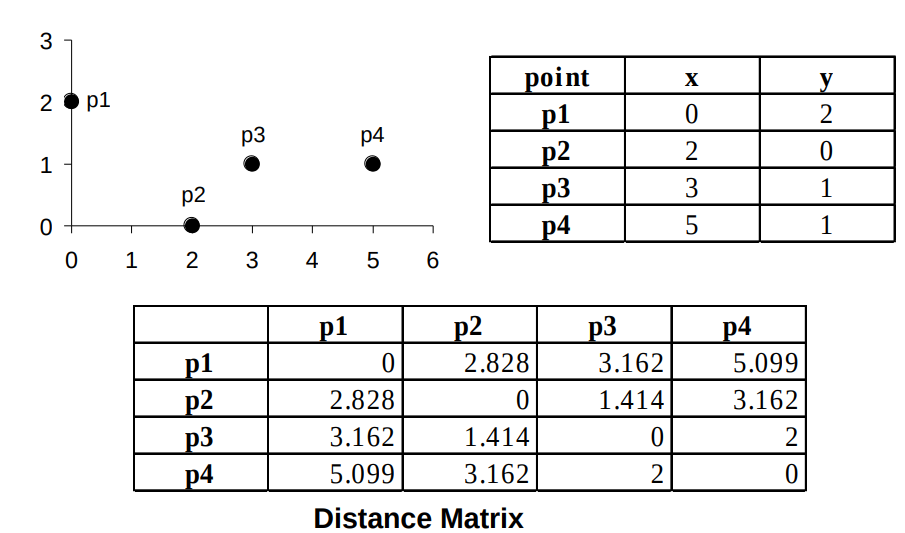 3
2
1
0
0 1 2 3 4 5 6
p1
p2
p3
p4
point x y
p1 0 2
p2 2 0
p3 3 1
p4 5 1
p1 p2 p3 p4
p1 0 2.828 3.162 5.099
p2 2.828 0 1.414 3.162
p3 3.162 1.414 0 2
p4 5.099 3.162 2 0
Distance Matrix